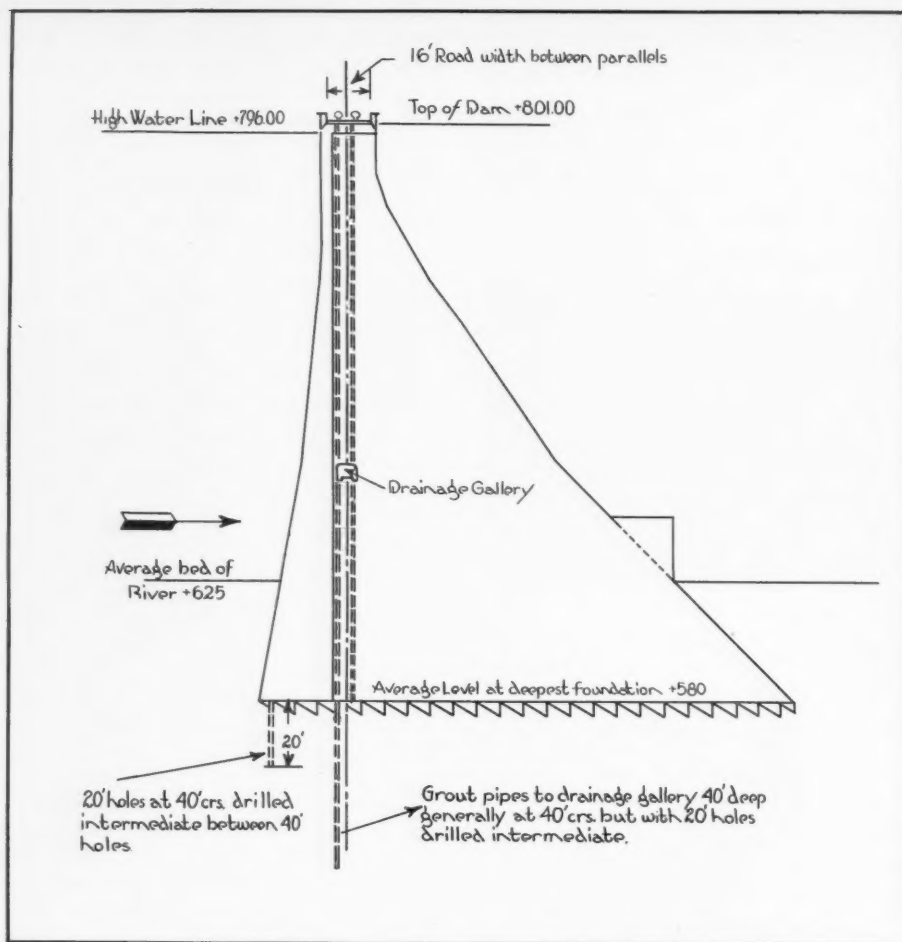 16' Road width between parallels
High Water Line +796.00
Top of Dam +801.00
Drainage Gallery
Average bed of
River +625
Average Level at deepest foundation +580
20'
20' holes at 40' crs. drilled
intermediate between 40'
holes.
Grout pipes to drainage gallery 40' deep
generally at 40' crs. but with 20' holes
drilled intermediate.